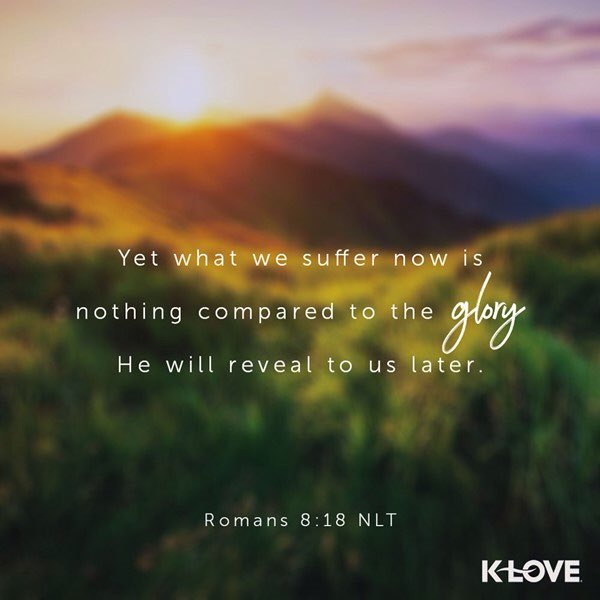 Yet what we suffer now is
nothing compared to the glory
He will reveal to us later.
Romans 8:18 NLT
K-LOVE